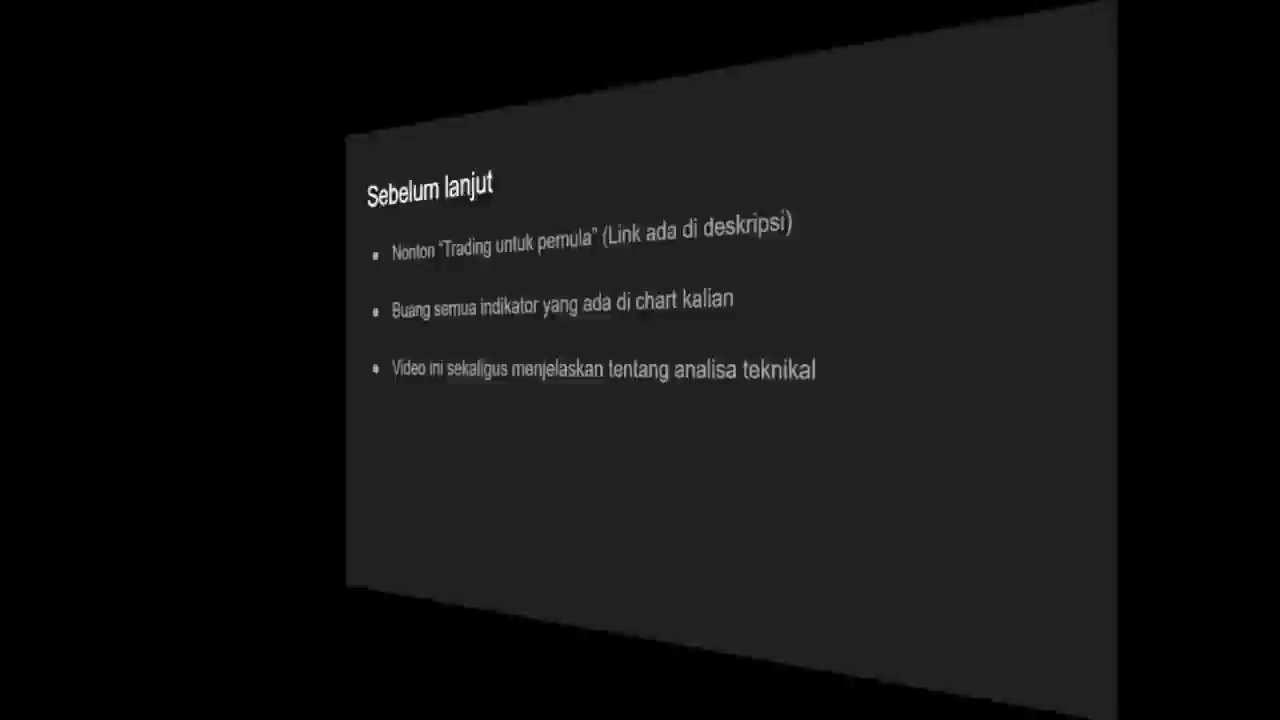 Sebelum lanjut
• Nonton “Trading untuk pemula” (Link ada di deskripsi)
• Buang semua indikator yang ada di chart kalian
• Video ini sekaligus menjelaskan tentang analisa teknikal